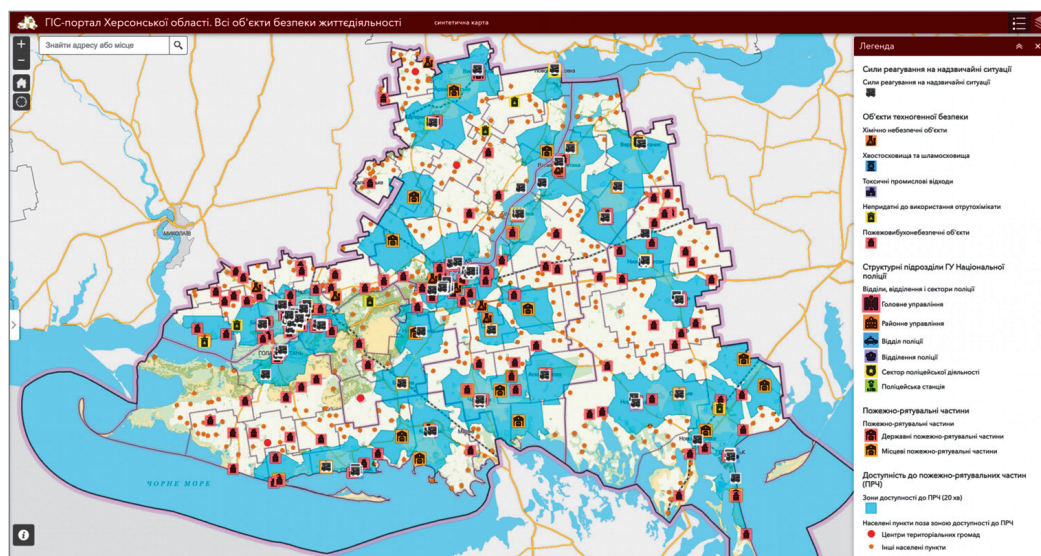 ГІС-портал Херсонської області. Всі об'єкти безпеки життєдіяльності
синтетична карта
Знайти адресу або місце
Легенда
Сили реагування на надзвичайні ситуації
Сили реагування на надзвичайні ситуації
Об'єкти техногенної безпеки
Хімічно небезпечні об'єкти
Хвостосховища та шламосховища
Токсичні промислові відходи
Непридатні до використання отрутохімікати
Пожежовибухонебезпечні об'єкти
Структурні підрозділи ГУ Національної
поліції
Відділи, відділення і сектори поліції
Головне управління
Районне управління
Відділ поліції
Відділення поліції
Сектор поліцейської діяльності
Поліцейська станція
Пожежно-рятувальні частини
Пожежно-рятувальні частини
Державні пожежно-рятувальні частини
Місцеві пожежно-рятувальні частини
Доступність до пожежно-рятувальних частин
(ПРЧ)
Зони доступності до ПРЧ (20 хв)
Населені пункти поза зоною доступності до ПРЧ
Центри територіальних громад
Інші населені пункти
МИКОЛАЇВ
ЧОРНЕ МОРЕ